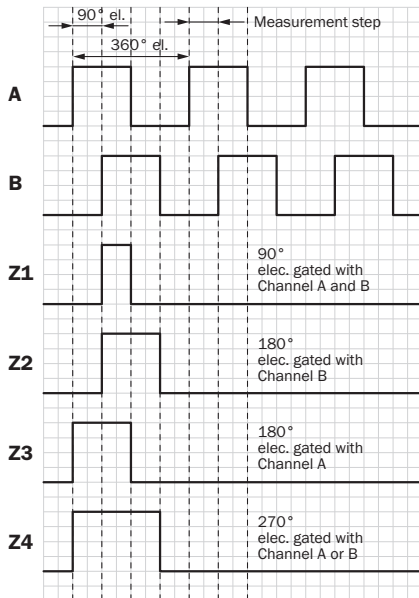 90° el.
Measurement step
360° el.
A
B
Z1
90°
elec. gated with
Channel A and B
Z2
180°
elec. gated with
Channel B
Z3
180°
elec. gated with
Channel A
Z4
270°
elec. gated with
Channel A or B